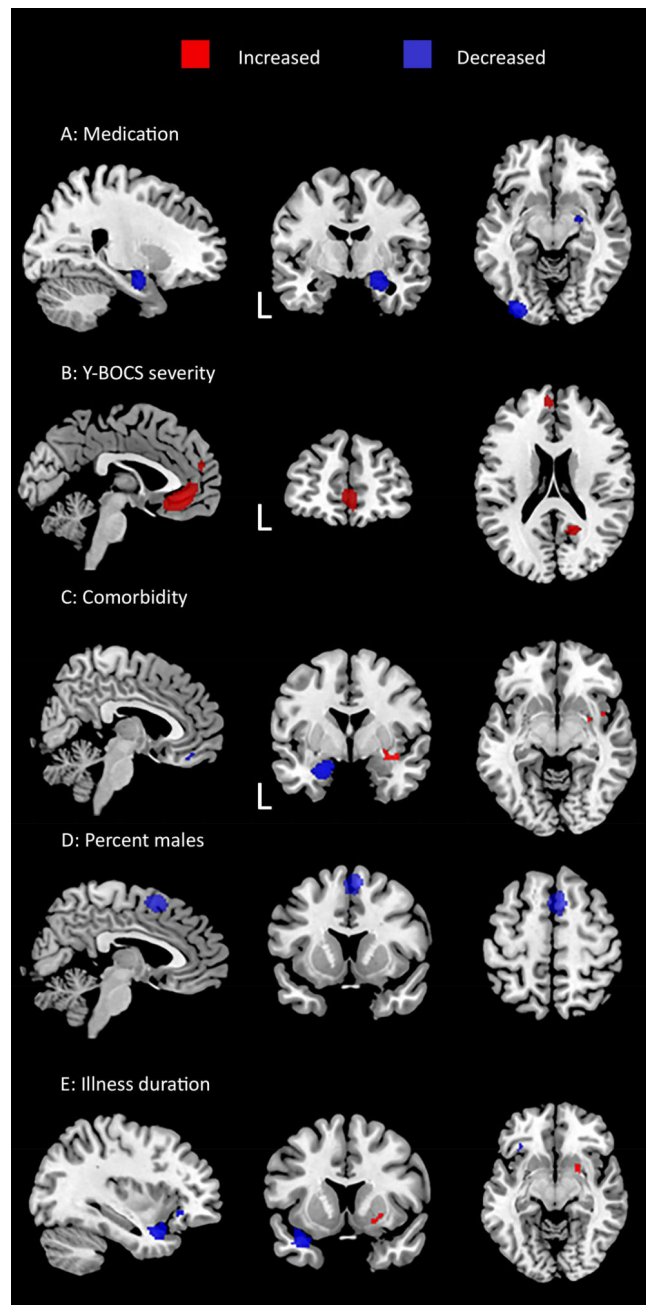 Increased Decreased
A: Medication
L
B: Y-BOCS severity
L
C: Comorbidity
L
D: Percent males
E: Illness duration